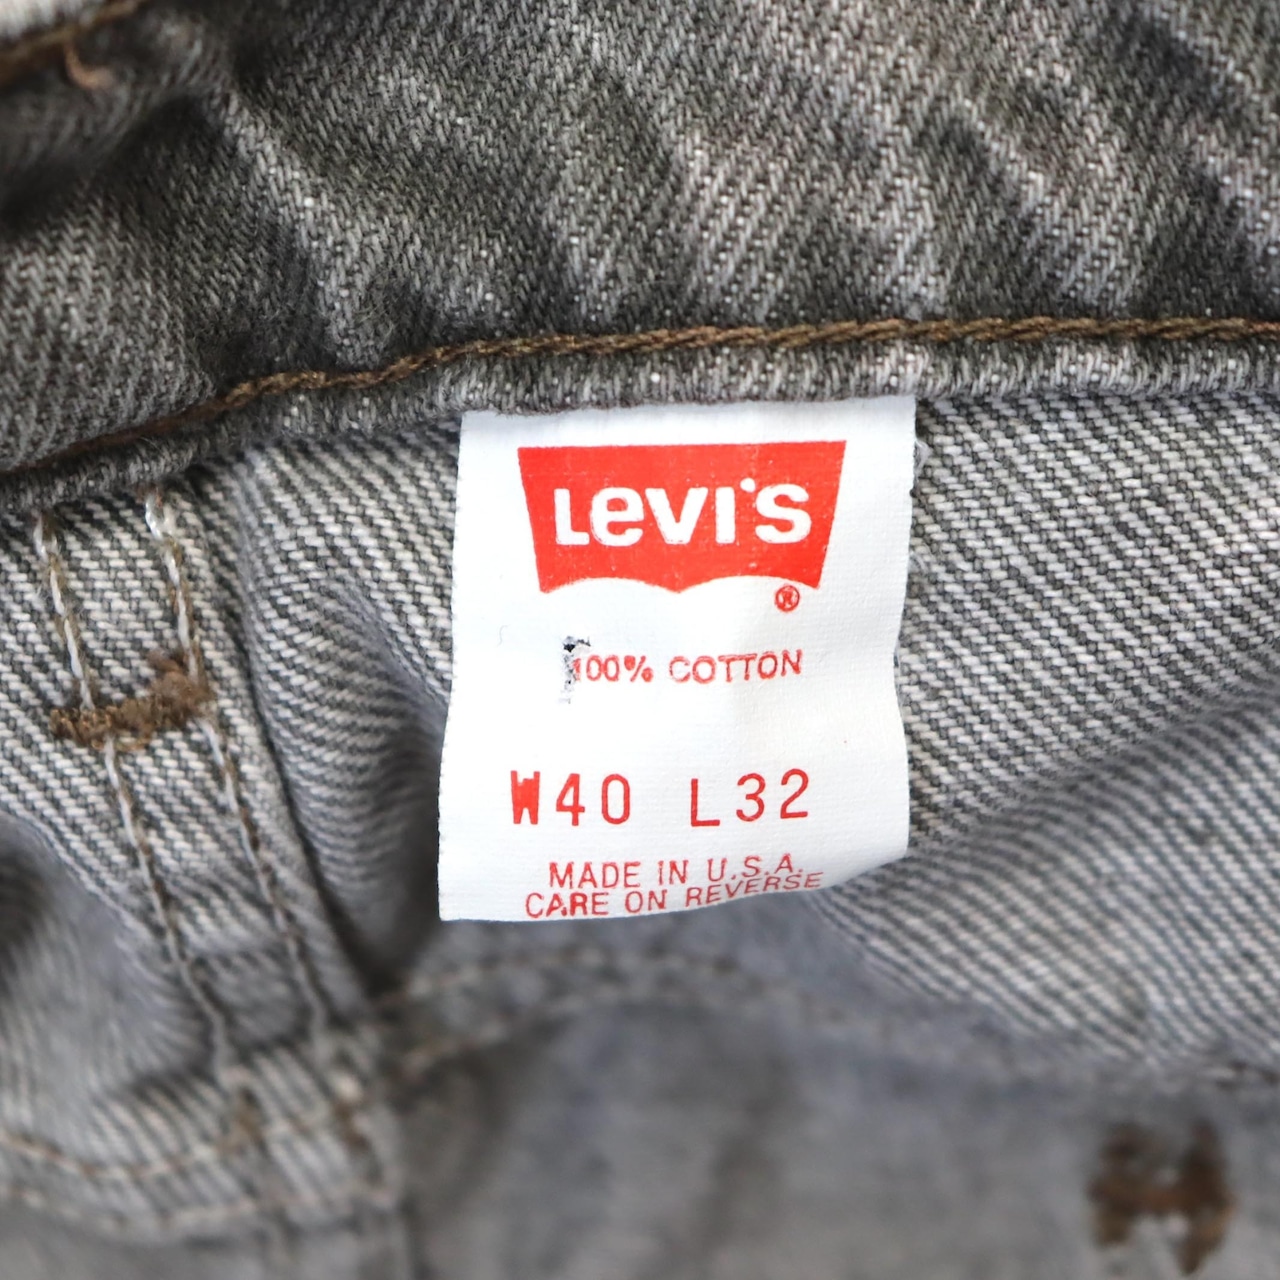 LEVI'S
®
100% COTTON
W40 L32
MADE IN U.S.A.
CARE ON REVERSE